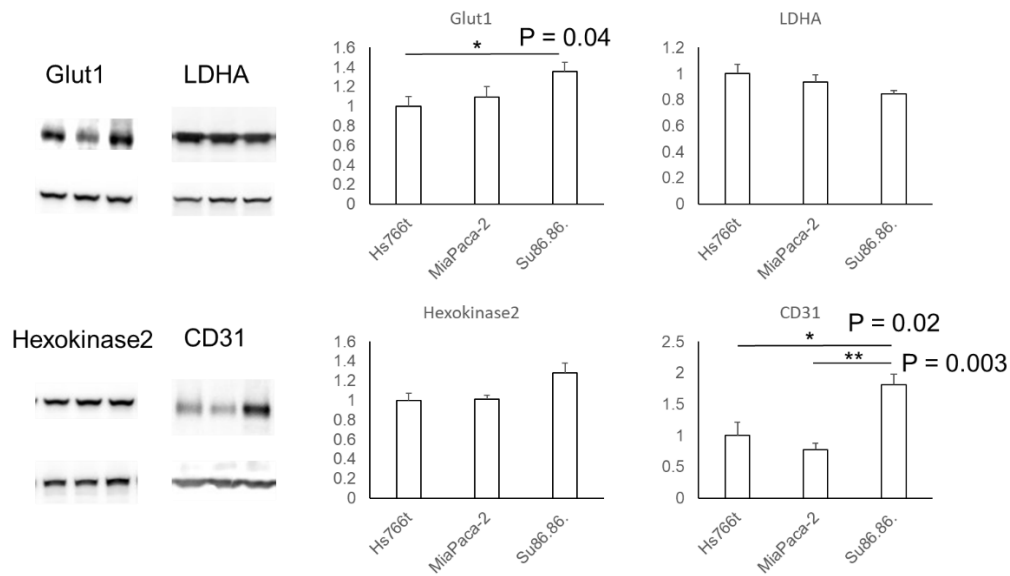 Glut1
LDHA
Glut1
* P = 0.04
1.6
1.4
1.2
1
0.8
0.6
0.4
0.2
0
Hs766t
MiaPaca-2
Su86.86.
LDHA
1.2
1
0.8
0.6
0.4
0.2
0
Hs766t
MiaPaca-2
Su86.86.
Hexokinase2
CD31
Hexokinase2
1.6
1.4
1.2
1
0.8
0.6
0.4
0.2
0
Hs766t
MiaPaca-2
Su86.86.
CD31
* P = 0.02
** P = 0.003
2.5
2
1.5
1
0.5
0
Hs766t
MiaPaca-2
Su86.86.